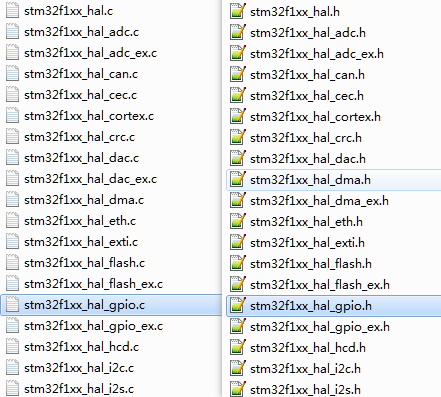 stm32f1xx_hal.c
stm32f1xx_hal_adc.c
stm32f1xx_hal_adc_ex.c
stm32f1xx_hal_can.c
stm32f1xx_hal_cec.c
stm32f1xx_hal_cortex.c
stm32f1xx_hal_crc.c
stm32f1xx_hal_dac.c
stm32f1xx_hal_dac_ex.c
stm32f1xx_hal_dma.c
stm32f1xx_hal_eth.c
stm32f1xx_hal_exti.c
stm32f1xx_hal_flash.c
stm32f1xx_hal_flash_ex.c
stm32f1xx_hal_gpio.c
stm32f1xx_hal_gpio_ex.c
stm32f1xx_hal_hcd.c
stm32f1xx_hal_i2c.c
stm32f1xx_hal_i2s.c
stm32f1xx_hal.h
stm32f1xx_hal_adc.h
stm32f1xx_hal_adc_ex.h
stm32f1xx_hal_can.h
stm32f1xx_hal_cec.h
stm32f1xx_hal_cortex.h
stm32f1xx_hal_crc.h
stm32f1xx_hal_dac.h
stm32f1xx_hal_dma.h
stm32f1xx_hal_dma_ex.h
stm32f1xx_hal_eth.h
stm32f1xx_hal_exti.h
stm32f1xx_hal_flash.h
stm32f1xx_hal_flash_ex.h
stm32f1xx_hal_gpio.h
stm32f1xx_hal_gpio_ex.h
stm32f1xx_hal_hcd.h
stm32f1xx_hal_i2c.h
stm32f1xx_hal_i2s.h